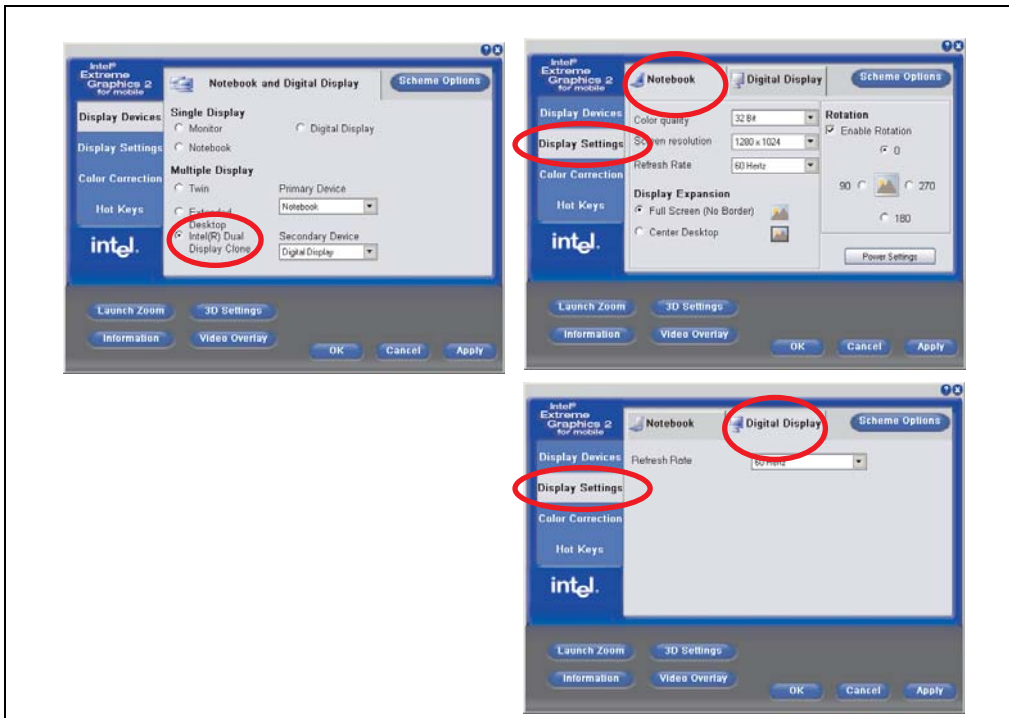 Intel®
Extreme
Graphics 2
for mobile
Notebook and Digital Display
Scheme Options
Display Devices
Display Settings
Color Correction
Hot Keys
intel.
Single Display
Monitor
Digital Display
Notebook
Multiple Display
Twin
Primary Device
Notebook
Extended
Desktop
Intel(R) Dual
Display Clone
Secondary Device
Digital Display
Launch Zoom
3D Settings
Information
Video Overlay
OK
Cancel
Apply
Intel®
Extreme
Graphics 2
for mobile
Notebook
Digital Display
Scheme Options
Display Devices
Display Settings
Color Correction
Hot Keys
intel.
Color quality
32 Bit
Screen resolution
1280 x 1024
Refresh Rate
60 Hertz
Display Expansion
Full Screen (No Border)
Center Desktop
Rotation
Enable Rotation
0
90
270
180
Power Settings
Launch Zoom
3D Settings
Information
Video Overlay
OK
Cancel
Apply
Intel®
Extreme
Graphics 2
for mobile
Notebook
Digital Display
Scheme Options
Display Devices
Display Settings
Color Correction
Hot Keys
intel.
Refresh Rate
60 Hertz
Launch Zoom
3D Settings
Information
Video Overlay
OK
Cancel
Apply